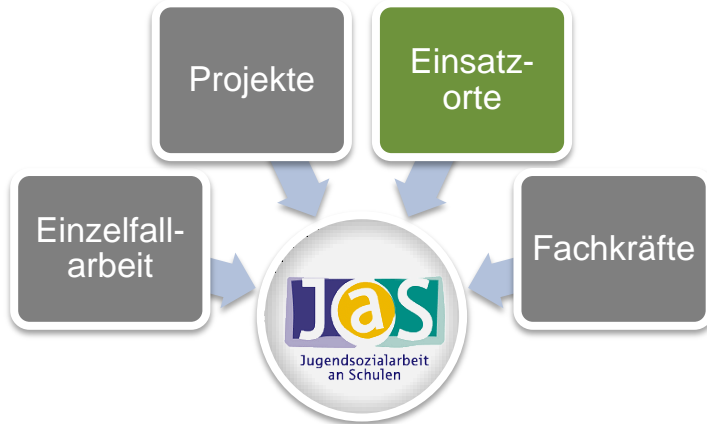 Projekte
Einsatz-
orte
Einzelfall-
arbeit
Fachkräfte
JaS
Jugendsozialarbeit
an Schulen